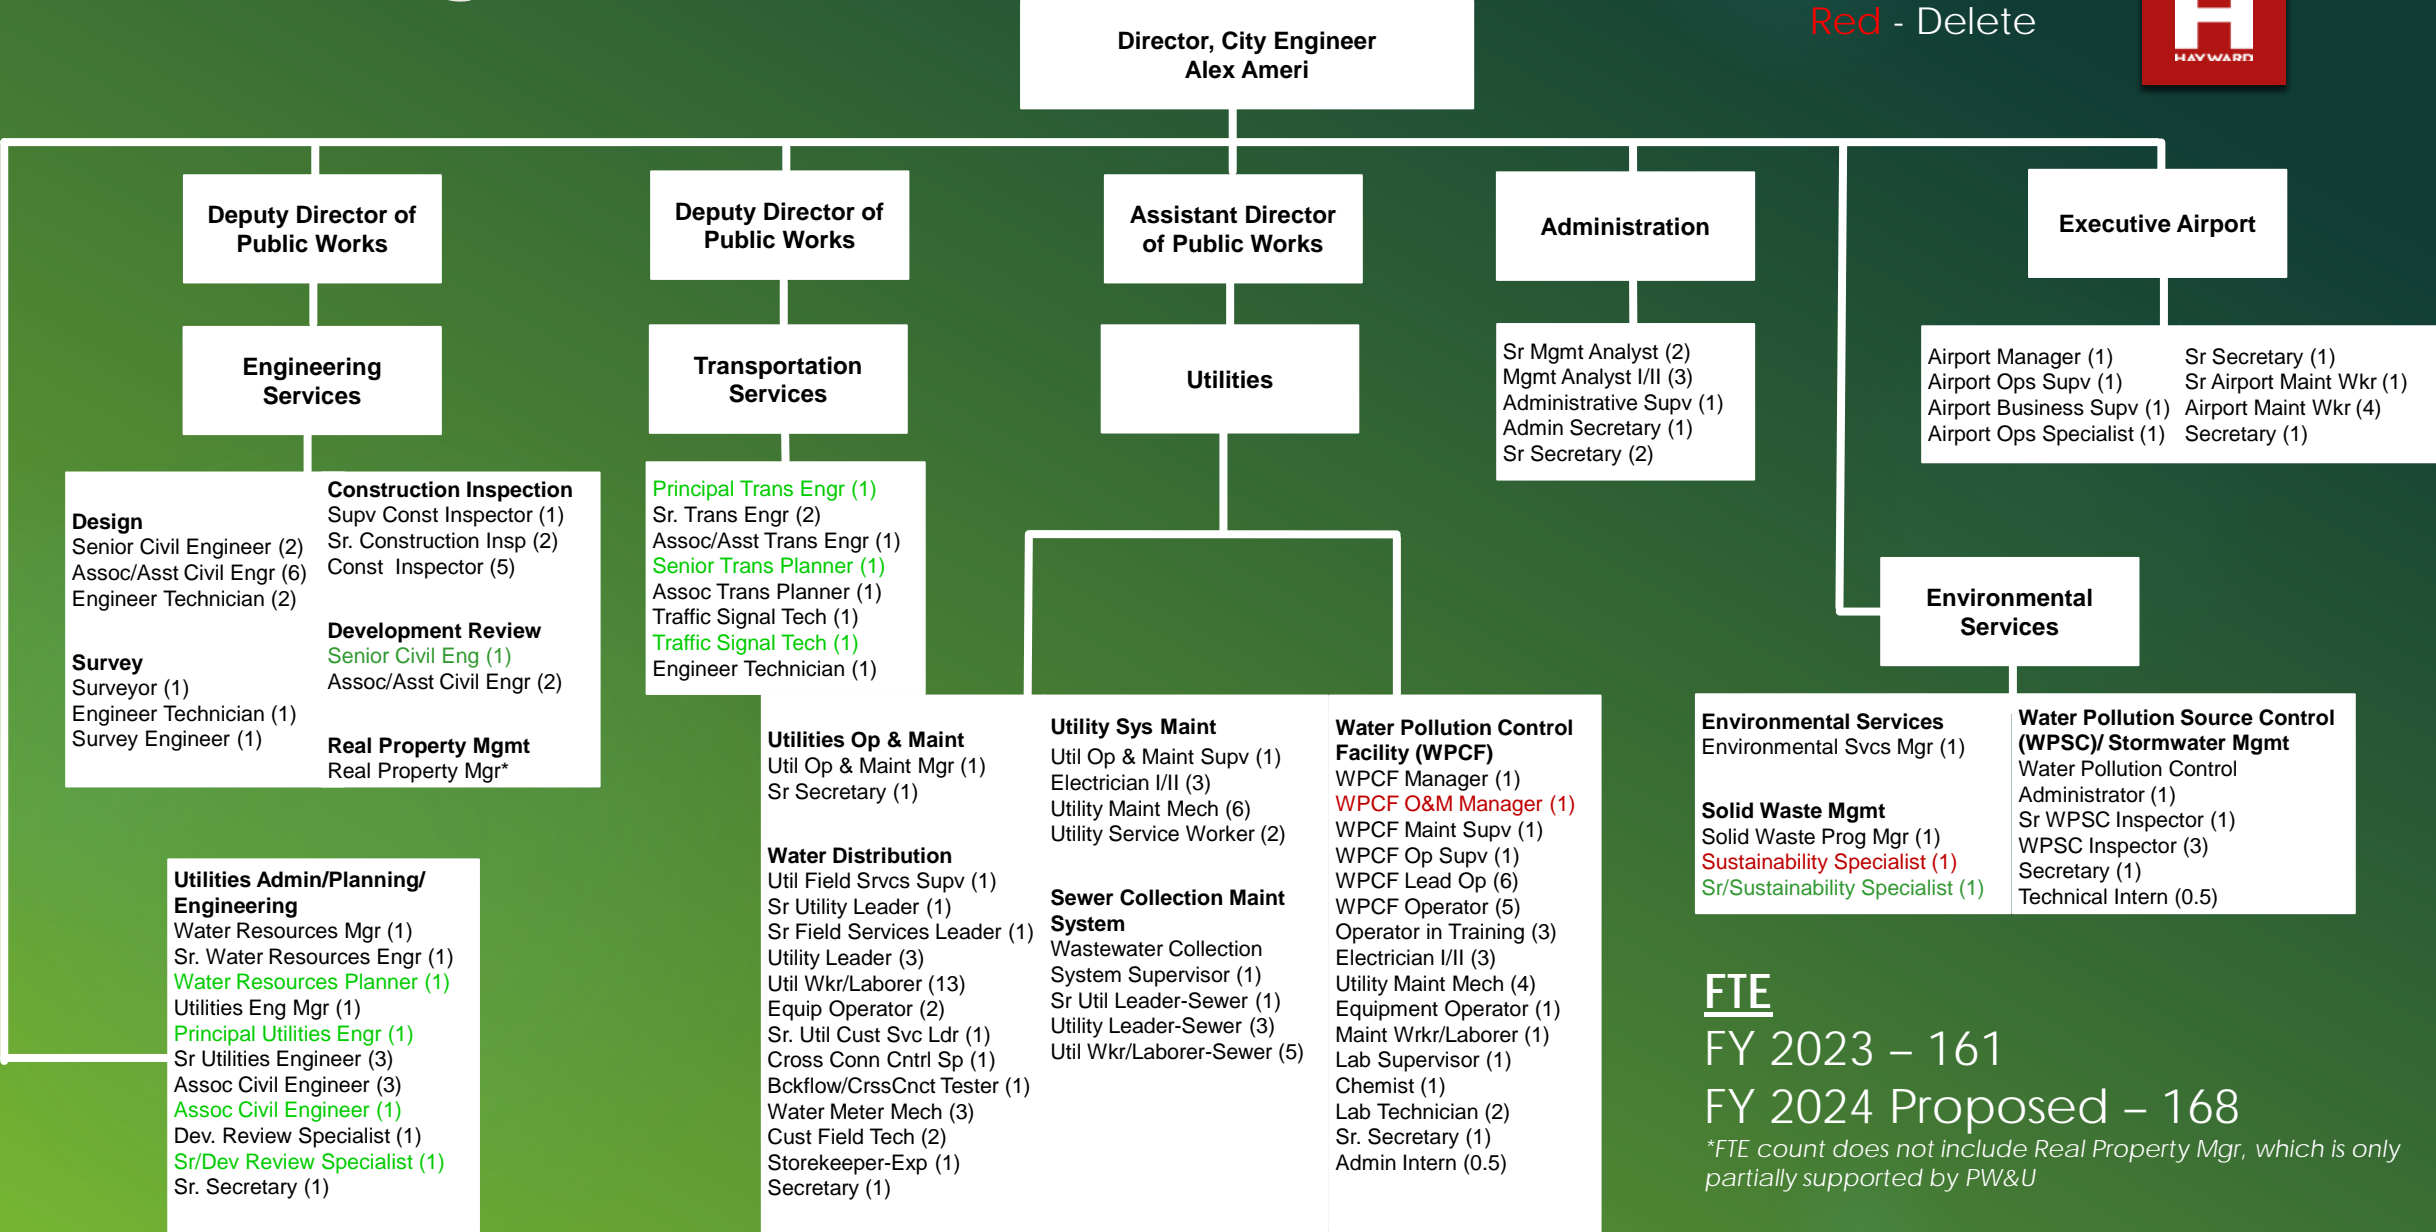 Red - Delete
H
HAYWARD
Director, City Engineer
Alex Ameri
Deputy Director of
Public Works
Deputy Director of
Public Works
Assistant Director
of Public Works
Administration
Executive Airport
Engineering
Services
Transportation
Services
Utilities
Sr Mgmt Analyst (2)
Mgmt Analyst I/II (3)
Administrative Supv (1)
Admin Secretary (1)
Sr Secretary (2)
Airport Manager (1)
Airport Ops Supv (1)
Airport Business Supv (1)
Airport Ops Specialist (1)
Sr Secretary (1)
Sr Airport Maint Wkr (1)
Airport Maint Wkr (4)
Secretary (1)
Design
Senior Civil Engineer (2)
Assoc/Asst Civil Engr (6)
Engineer Technician (2)
Survey
Surveyor (1)
Engineer Technician (1)
Survey Engineer (1)
Construction Inspection
Supv Const Inspector (1)
Sr. Construction Insp (2)
Const Inspector (5)
Development Review
Senior Civil Eng (1)
Assoc/Asst Civil Engr (2)
Real Property Mgmt
Real Property Mgr*
Principal Trans Engr (1)
Sr. Trans Engr (2)
Assoc/Asst Trans Engr (1)
Senior Trans Planner (1)
Assoc Trans Planner (1)
Traffic Signal Tech (1)
Traffic Signal Tech (1)
Engineer Technician (1)
Environmental
Services
Utilities Admin/Planning/
Engineering
Water Resources Mgr (1)
Sr. Water Resources Engr (1)
Water Resources Planner (1)
Utilities Eng Mgr (1)
Principal Utilities Engr (1)
Sr Utilities Engineer (3)
Assoc Civil Engineer (3)
Assoc Civil Engineer (1)
Dev. Review Specialist (1)
Sr/Dev Review Specialist (1)
Sr. Secretary (1)
Utilities Op & Maint
Util Op & Maint Mgr (1)
Sr Secretary (1)
Water Distribution
Util Field Srvcs Supv (1)
Sr Utility Leader (1)
Sr Field Services Leader (1)
Utility Leader (3)
Util Wkr/Laborer (13)
Equip Operator (2)
Sr. Util Cust Svc Ldr (1)
Cross Conn Cntrl Sp (1)
Bckflow/CrssCnct Tester (1)
Water Meter Mech (3)
Cust Field Tech (2)
Storekeeper-Exp (1)
Secretary (1)
Utility Sys Maint
Util Op & Maint Supv (1)
Electrician I/II (3)
Utility Maint Mech (6)
Utility Service Worker (2)
Sewer Collection Maint
System
Wastewater Collection
System Supervisor (1)
Sr Util Leader-Sewer (1)
Utility Leader-Sewer (3)
Util Wkr/Laborer-Sewer (5)
Water Pollution Control
Facility (WPCF)
WPCF Manager (1)
WPCF O&M Manager (1)
WPCF Maint Supv (1)
WPCF Op Supv (1)
WPCF Lead Op (6)
WPCF Operator (5)
Operator in Training (3)
Electrician I/II (3)
Utility Maint Mech (4)
Equipment Operator (1)
Maint Wrkr/Laborer (1)
Lab Supervisor (1)
Chemist (1)
Lab Technician (2)
Sr. Secretary (1)
Admin Intern (0.5)
Environmental Services
Environmental Svcs Mgr (1)
Solid Waste Mgmt
Solid Waste Prog Mgr (1)
Sustainability Specialist (1)
Sr/Sustainability Specialist (1)
Water Pollution Source Control
(WPSC)/ Stormwater Mgmt
Water Pollution Control
Administrator (1)
Sr WPSC Inspector (1)
WPSC Inspector (3)
Secretary (1)
Technical Intern (0.5)
FTE
FY 2023 – 161
FY 2024 Proposed – 168
*FTE count does not include Real Property Mgr, which is only
partially supported by PW&U